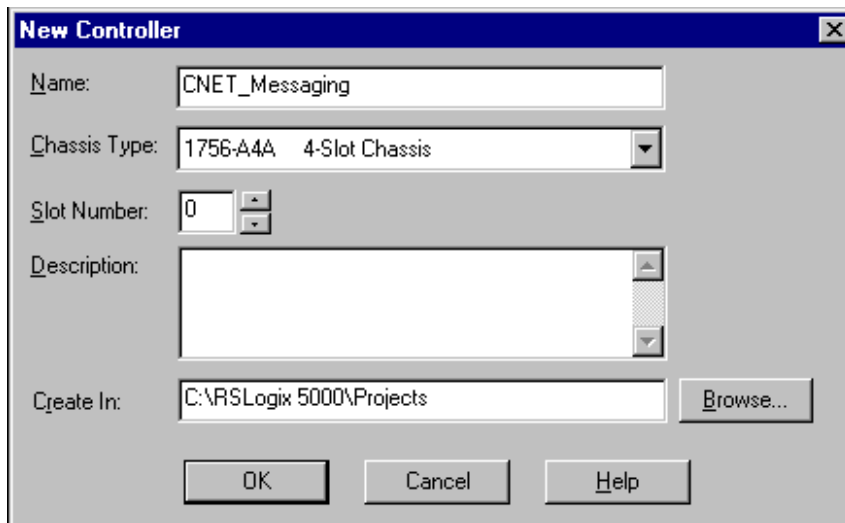 New Controller
Name: CNET_Messaging
Chassis Type: 1756-A4A 4-Slot Chassis
Slot Number: 0
Description:
Create In: C:\RSLogix 5000\Projects Browse...
OK Cancel Help